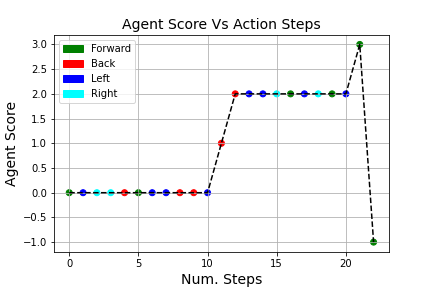 Agent Score Vs Action Steps
3.0
2.5
2.0
1.5
1.0
0.5
0.0
−0.5
−1.0
Agent Score
Forward
Back
Left
Right
0 5 10 15 20
Num. Steps